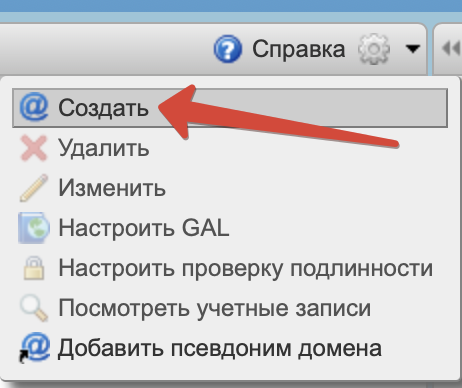 Справка
Создать
Удалить
Изменить
Настроить GAL
Настроить проверку подлинности
Посмотреть учетные записи
Добавить псевдоним домена